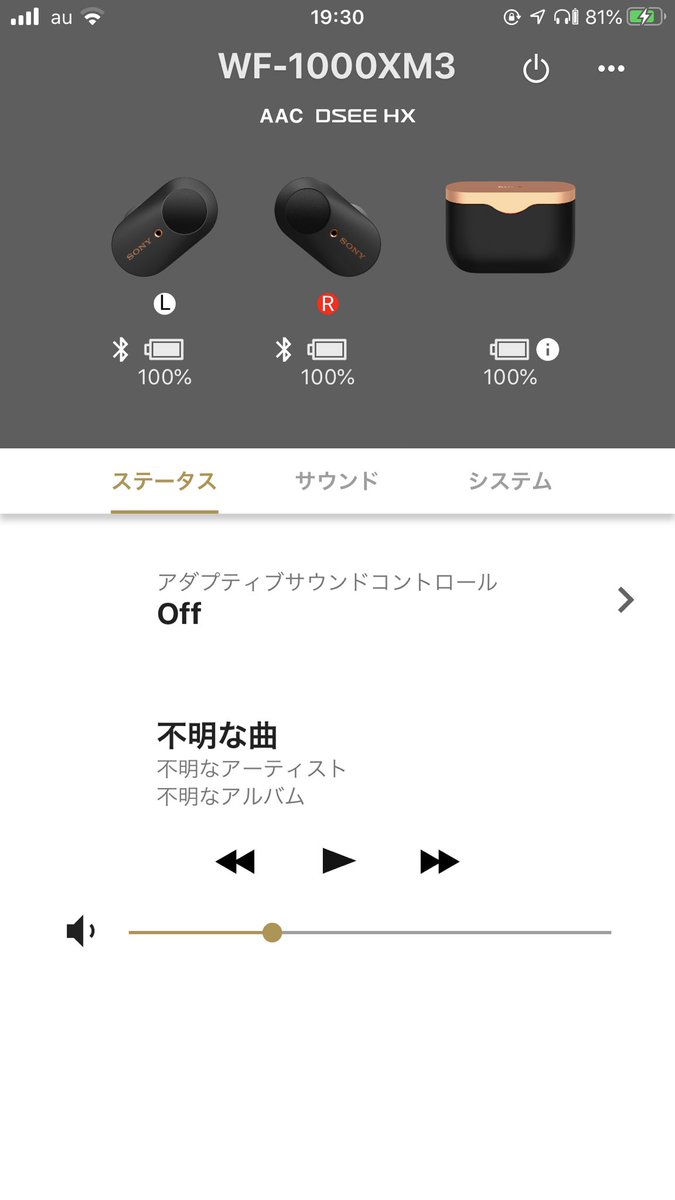 au 19:30 81%
WF-1000XM3
AAC DSEE HX
SONY SONY
L R
100% 100% 100%
ステータス サウンド システム
アダプティブサウンドコントロール
Off
不明な曲
不明なアーティスト
不明なアルバム